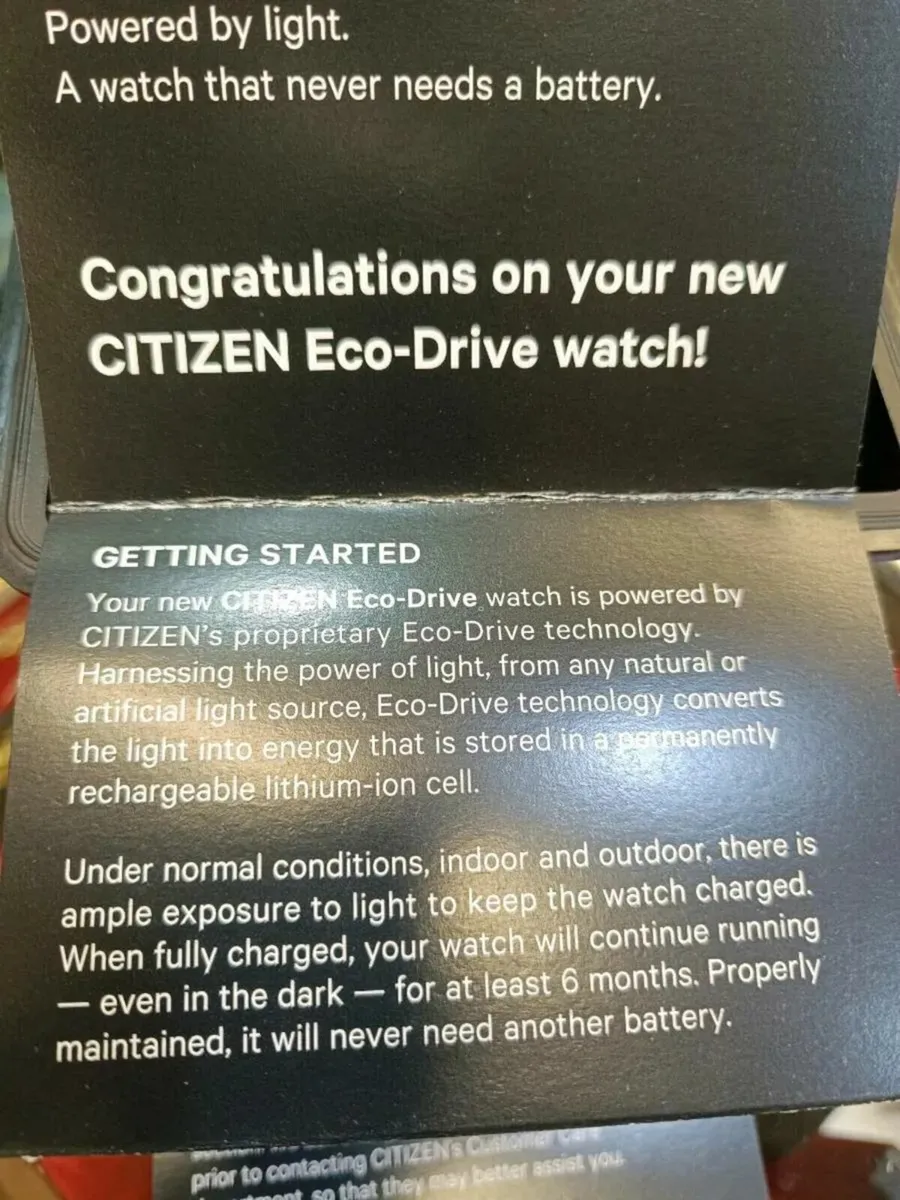 Powered by light.
A watch that never needs a battery.
Congratulations on your new
CITIZEN Eco-Drive watch!
GETTING STARTED
Your new CITIZEN Eco-Drive watch is powered by
CITIZEN's proprietary Eco-Drive technology.
Harnessing the power of light, from any natural or
artificial light source, Eco-Drive technology converts
the light into energy that is stored in a permanently
rechargeable lithium-ion cell.
Under normal conditions, indoor and outdoor, there is
ample exposure to light to keep the watch charged.
When fully charged, your watch will continue running
— even in the dark — for at least 6 months. Properly
maintained, it will never need another battery.
prior to contacting CITIZEN's Customer Care
so that they may better assist you.